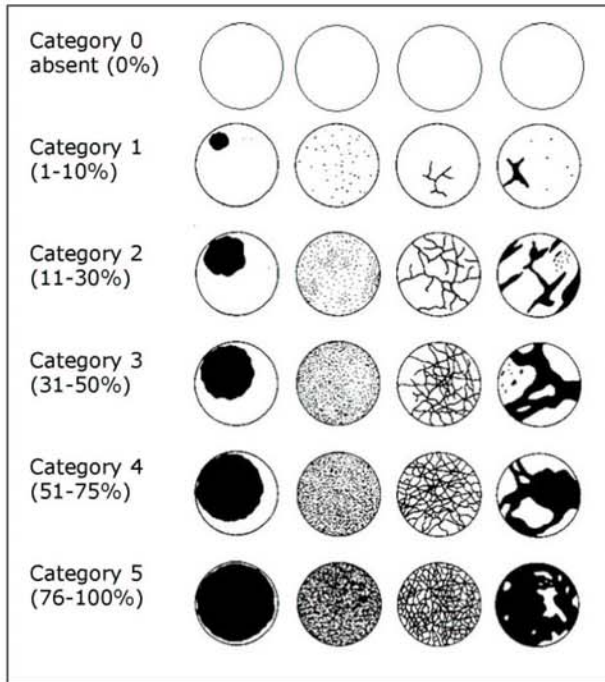 Category 0
absent (0%)
Category 1
(1-10%)
Category 2
(11-30%)
Category 3
(31-50%)
Category 4
(51-75%)
Category 5
(76-100%)